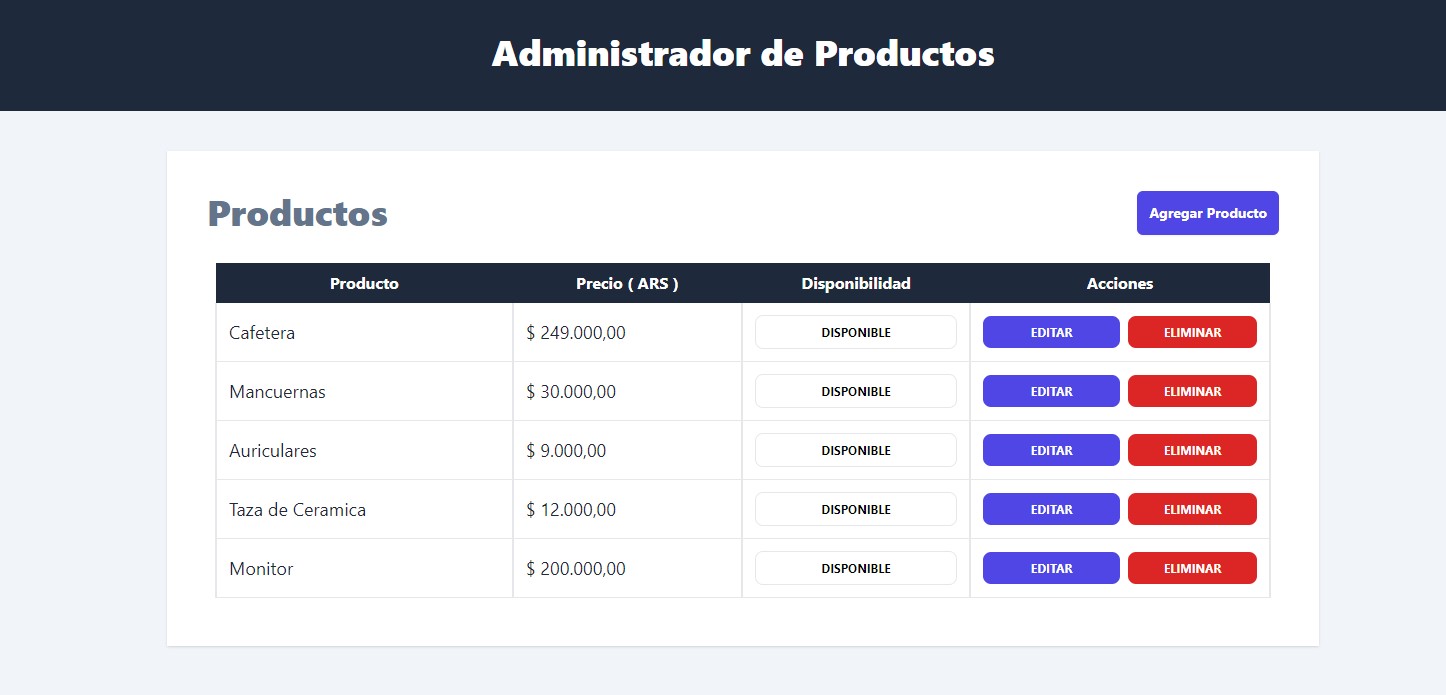 Administrador de Productos
Productos
Agregar Producto
Producto Precio ( ARS ) Disponibilidad Acciones
Cafetera $ 249.000,00 DISPONIBLE EDITAR ELIMINAR
Mancuernas $ 30.000,00 DISPONIBLE EDITAR ELIMINAR
Auriculares $ 9.000,00 DISPONIBLE EDITAR ELIMINAR
Taza de Ceramica $ 12.000,00 DISPONIBLE EDITAR ELIMINAR
Monitor $ 200.000,00 DISPONIBLE EDITAR ELIMINAR